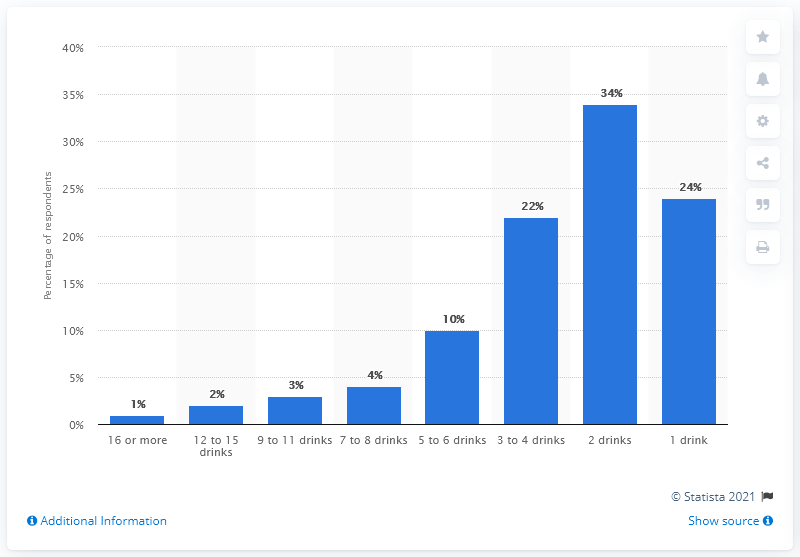 40%
35%
30%
25%
20%
15%
10%
5%
0%
Percentage of respondents
1%
2%
3%
4%
10%
22%
34%
24%
16 or more
12 to 15
drinks
9 to 11 drinks
7 to 8 drinks
5 to 6 drinks
3 to 4 drinks
2 drinks
1 drink
© Statista 2021
Additional Information
Show source